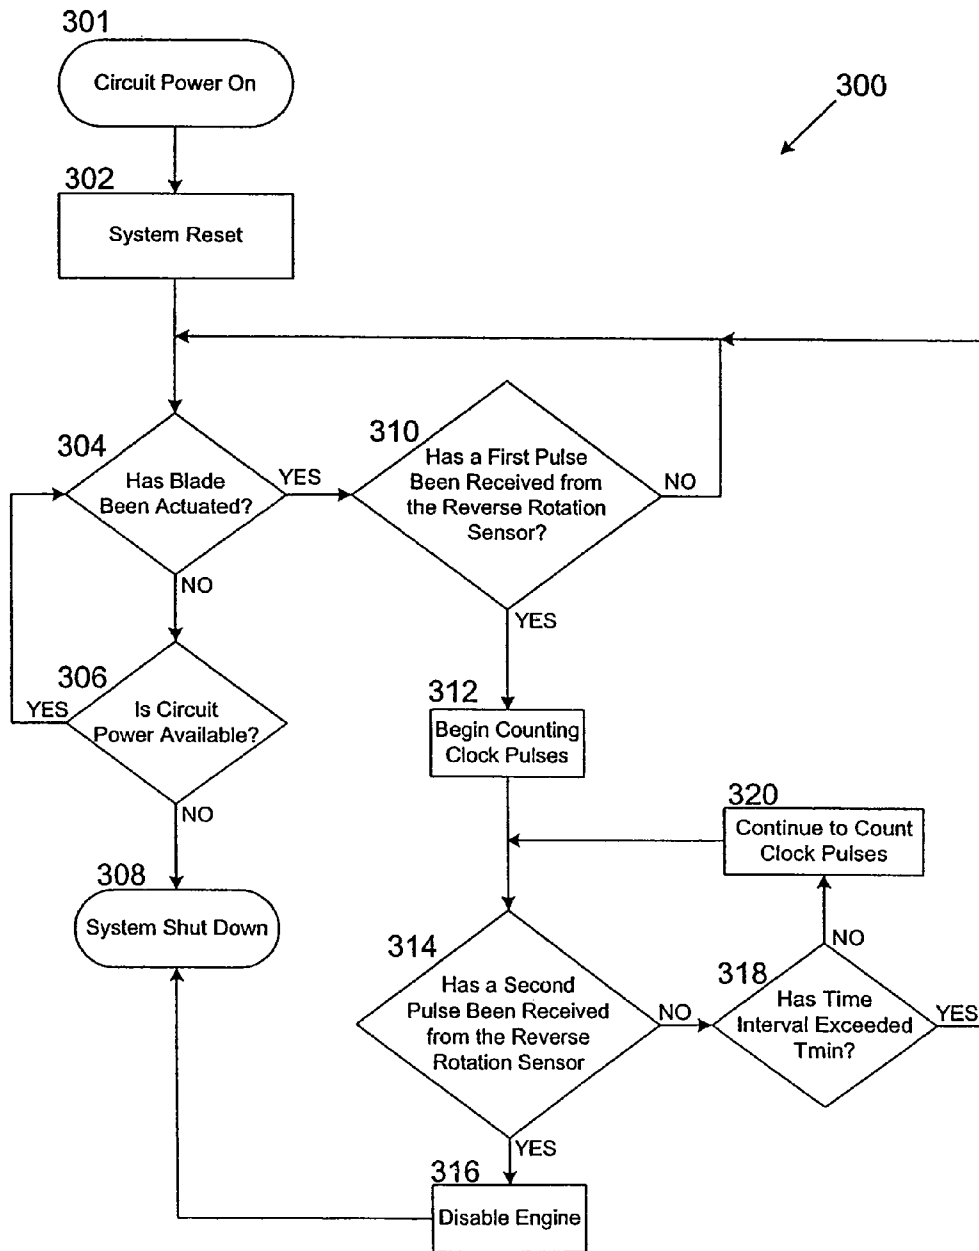 301
Circuit Power On
300
302
System Reset
304
Has Blade
Been Actuated?
YES
NO
310
Has a First Pulse
Been Received from
the Reverse Rotation
Sensor?
NO
YES
306
Is Circuit
Power Available?
YES
NO
312
Begin Counting
Clock Pulses
320
Continue to Count
Clock Pulses
308
System Shut Down
314
Has a Second
Pulse Been Received
from the Reverse
Rotation Sensor
NO
YES
318
Has Time
Interval Exceeded
Tmin?
NO
YES
316
Disable Engine